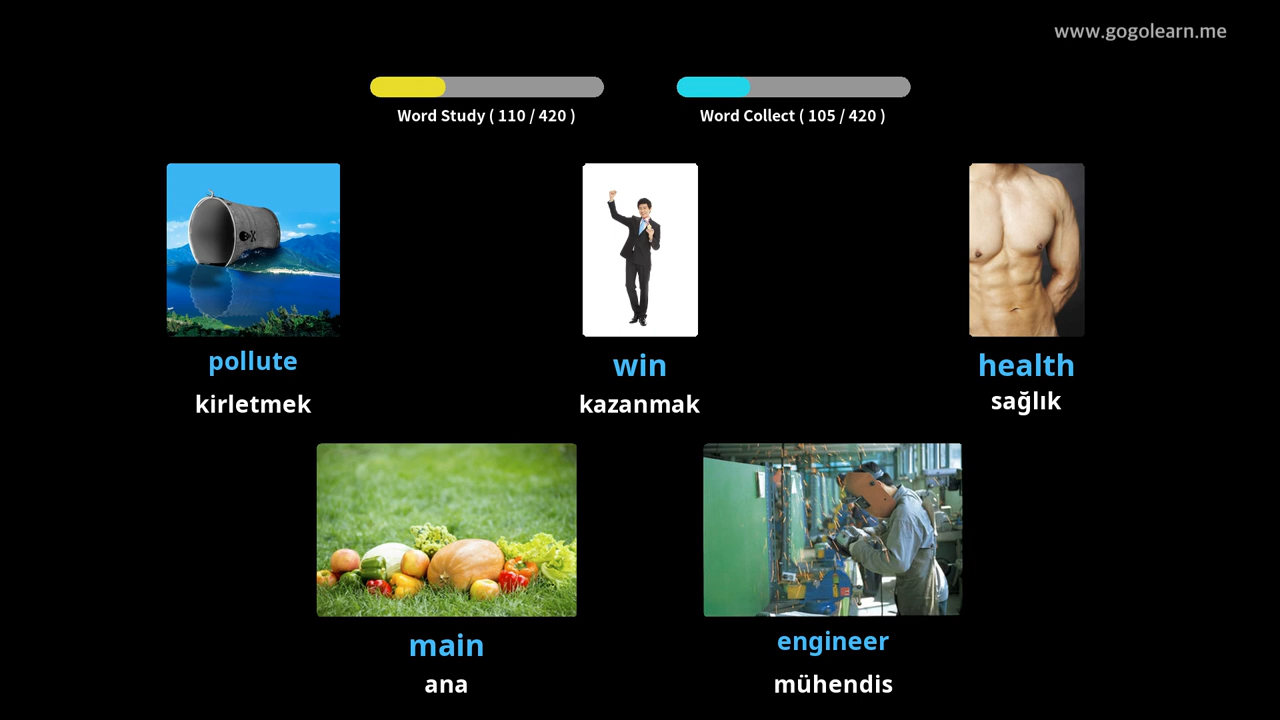 www.gogolearn.me
Word Study ( 110 / 420 )
Word Collect ( 105 / 420 )
pollute
kirletmek
win
kazanmak
health
sağlık
main
ana
engineer
mühendis